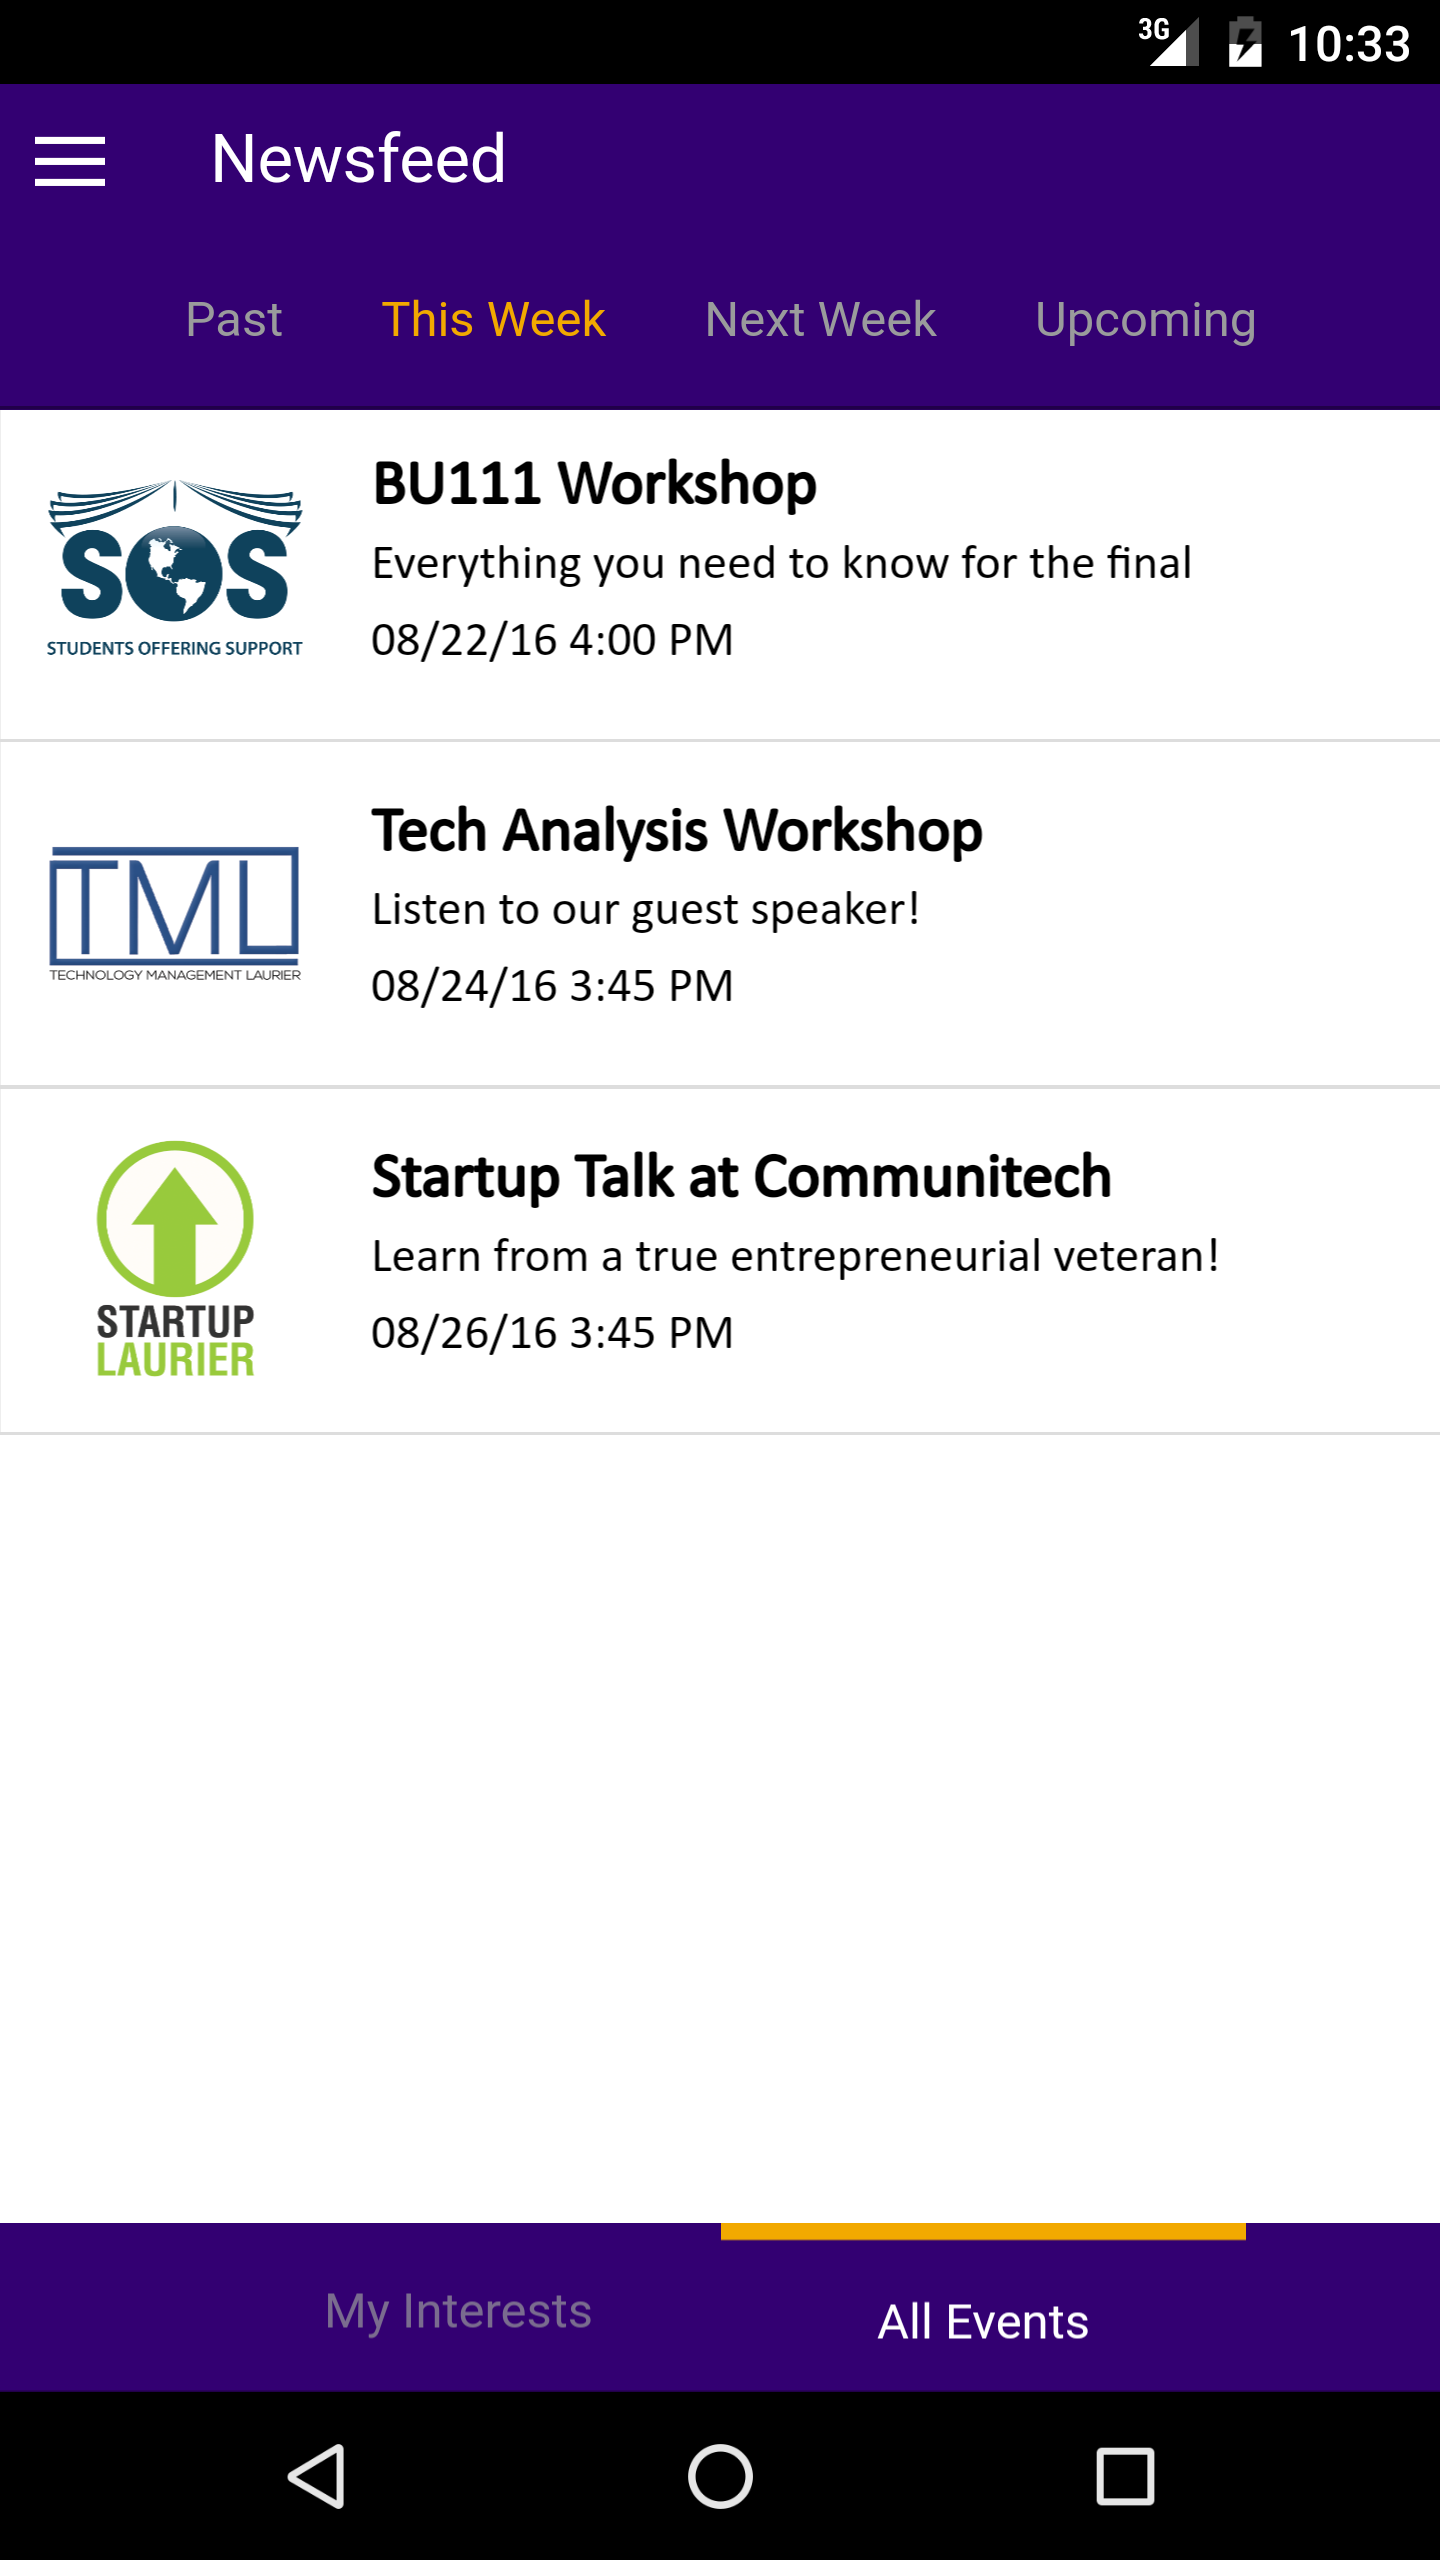 3G 10:33
Newsfeed
Past This Week Next Week Upcoming
BU111 Workshop
Everything you need to know for the final
08/22/16 4:00 PM
SOS
STUDENTS OFFERING SUPPORT
Tech Analysis Workshop
Listen to our guest speaker!
08/24/16 3:45 PM
TML
TECHNOLOGY MANAGEMENT LAURIER
Startup Talk at Communitech
Learn from a true entrepreneurial veteran!
08/26/16 3:45 PM
STARTUP
LAURIER
My Interests All Events